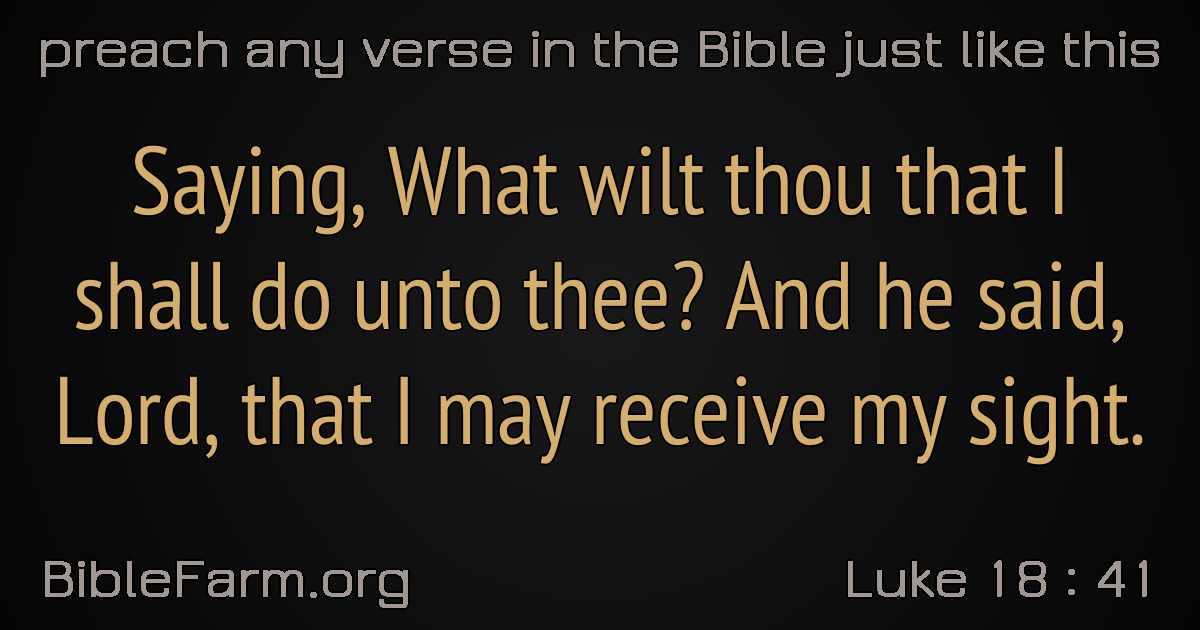 preach any verse in the Bible just like this
Saying, What wilt thou that I
shall do unto thee? And he said,
Lord, that I may receive my sight.
BibleFarm.org
Luke 18 : 41